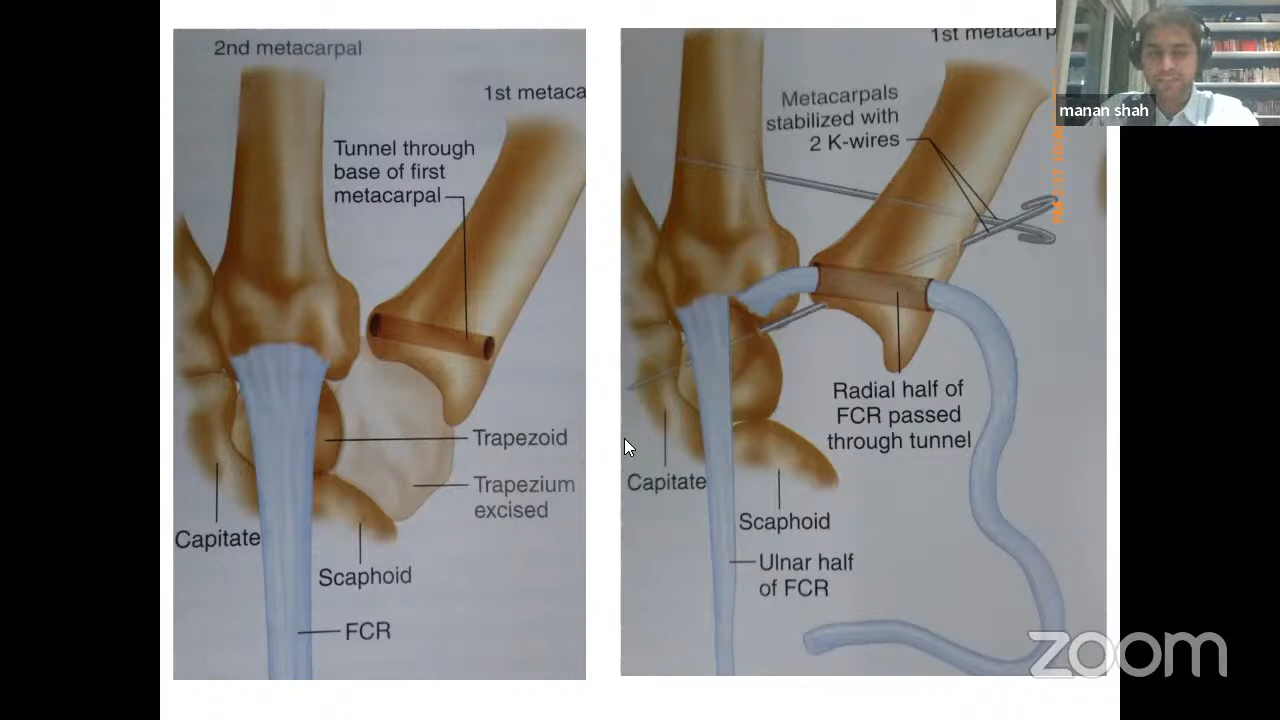 2nd metacarpal
1st metaca
Tunnel through
base of first
metacarpal
Trapezoid
Trapezium
excised
Capitate
Scaphoid
FCR
1st metacarp
Metacarpals
stabilized with
2 K-wires
Radial half of
FCR passed
through tunnel
Capitate
Scaphoid
Ulnar half
of FCR
manan shah
zoom